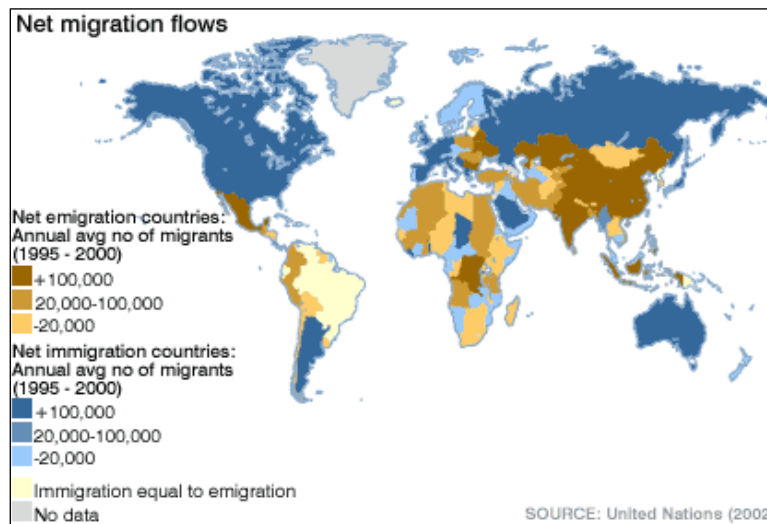 Net migration flows
Net emigration countries:
Annual avg no of migrants
(1995 - 2000)
+100,000
20,000-100,000
-20,000
Net immigration countries:
Annual avg no of migrants
(1995 - 2000)
+100,000
20,000-100,000
-20,000
Immigration equal to emigration
No data
SOURCE: United Nations (2002